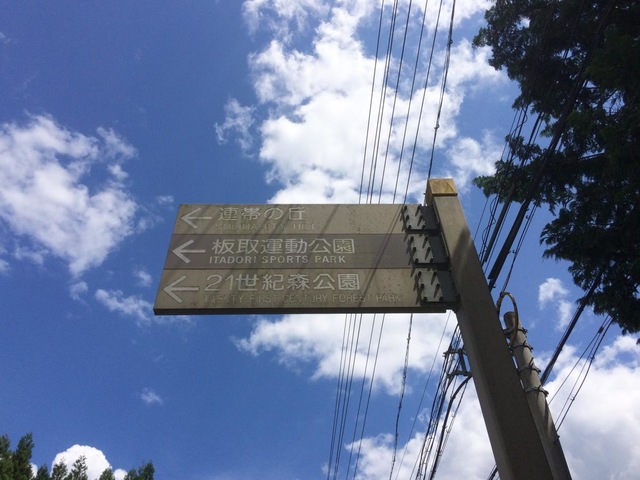 ← 連帯の丘
← 板取運動公園
ITADORI SPORTS PARK
← 21世紀森公園
TWENTY-FIRST CENTURY FOREST PARK